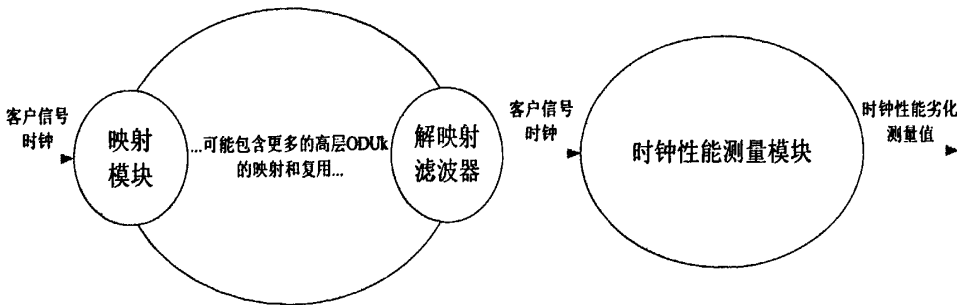 客户信号
时钟
映射
模块
...可能包含更多的高层ODUk
的映射和复用...
解映射
滤波器
客户信号
时钟
时钟性能测量模块
时钟性能劣化
测量值